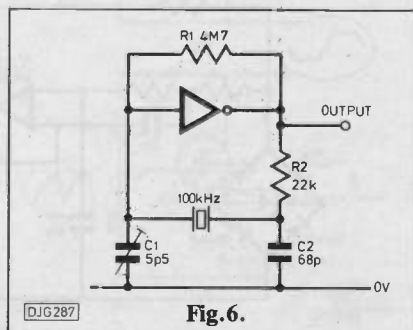 R1 4M7
OUTPUT
R2
22k
100kHz
C1
5p5
C2
68p
0V
DJG287
Fig.6.